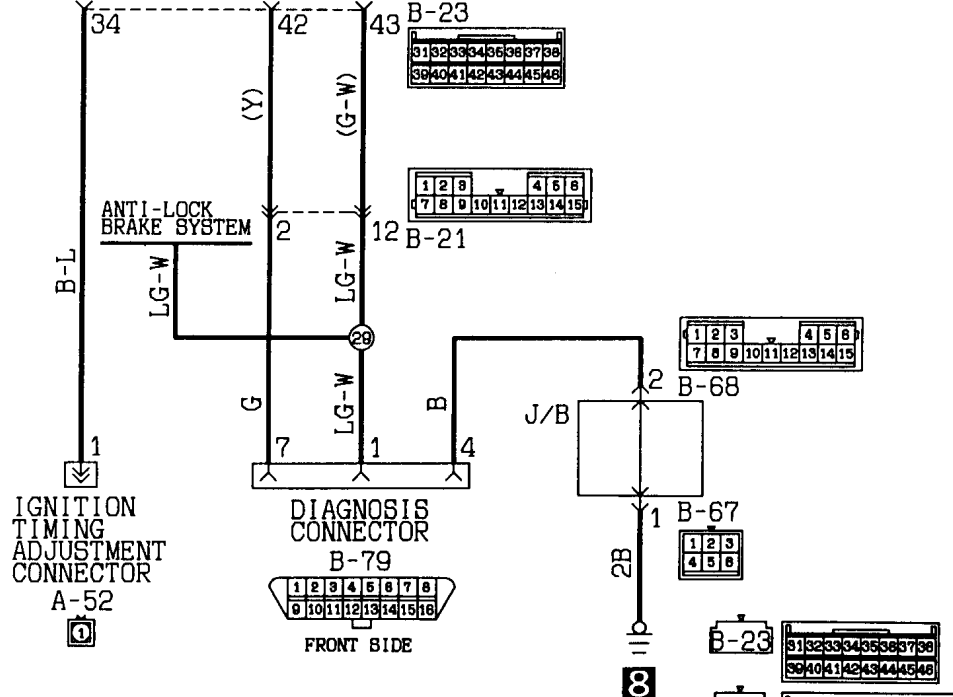 34
42
43
B-23
31 32 33 34 35 36 37 38
39 40 41 42 43 44 45 46
(Y)
(G-W)
1 2 3 4 5 6
7 8 9 10 11 12 13 14 15
B-21
ANTI-LOCK
BRAKE SYSTEM
2
12
B-L
LG-W
LG-W
29
1 2 3 4 5 6
7 8 9 10 11 12 13 14 15
B-68
2
J/B
G
LG-W
B
1
7
1
4
IGNITION
TIMING
ADJUSTMENT
CONNECTOR
A-52
1
DIAGNOSIS
CONNECTOR
B-79
1 2 3 4 5 6 7 8
9 10 11 12 13 14 15 16
FRONT SIDE
1
B-67
1 2 3
4 5 6
2B
8
B-23
31 32 33 34 35 36 37 38
39 40 41 42 43 44 45 46